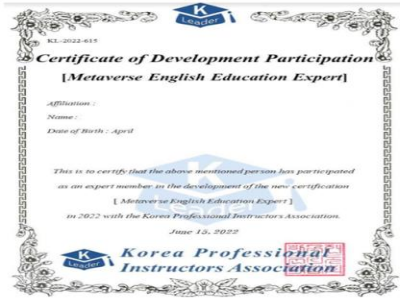 K
Leader
KL-2022-615
Certificate of Development Participation
[Metaverse English Education Expert]
Affiliation :
Name :
Date of Birth : April
This is to certify that the above mentioned person has participated
as an expert member in the development of the new certification
[ Metaverse English Education Expert ]
in 2022 with the Korea Professional Instructors Association.
June 15, 2022
K
Leader
Korea Professional
Instructors Association